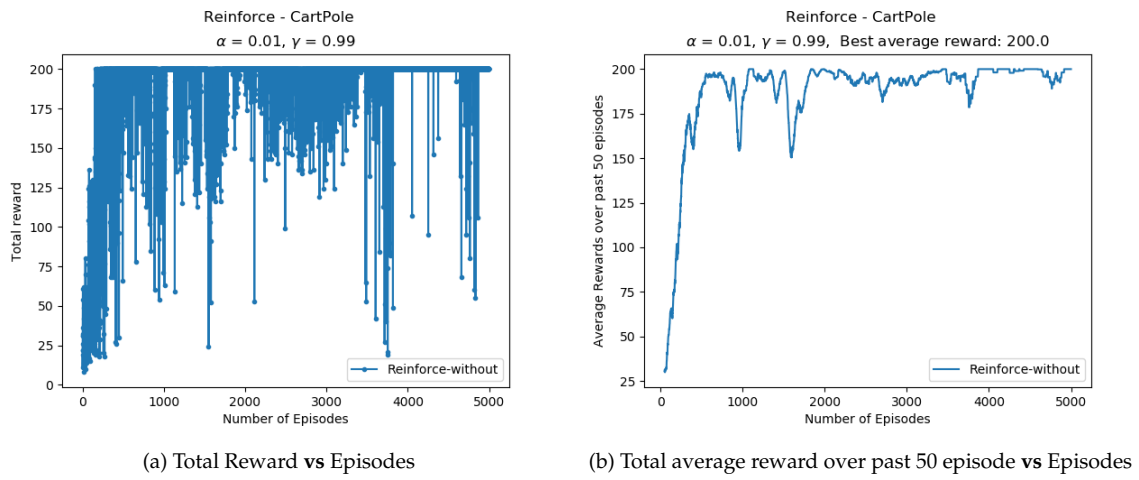 Reinforce - CartPole
α = 0.01, γ = 0.99
200
175
150
125
100
75
50
25
0
Total reward
Reinforce-without
0 1000 2000 3000 4000 5000
Number of Episodes
(a) Total Reward vs Episodes
Reinforce - CartPole
α = 0.01, γ = 0.99, Best average reward: 200.0
200
175
150
125
100
75
50
25
Average Rewards over past 50 episodes
Reinforce-without
0 1000 2000 3000 4000 5000
Number of Episodes
(b) Total average reward over past 50 episode vs Episodes